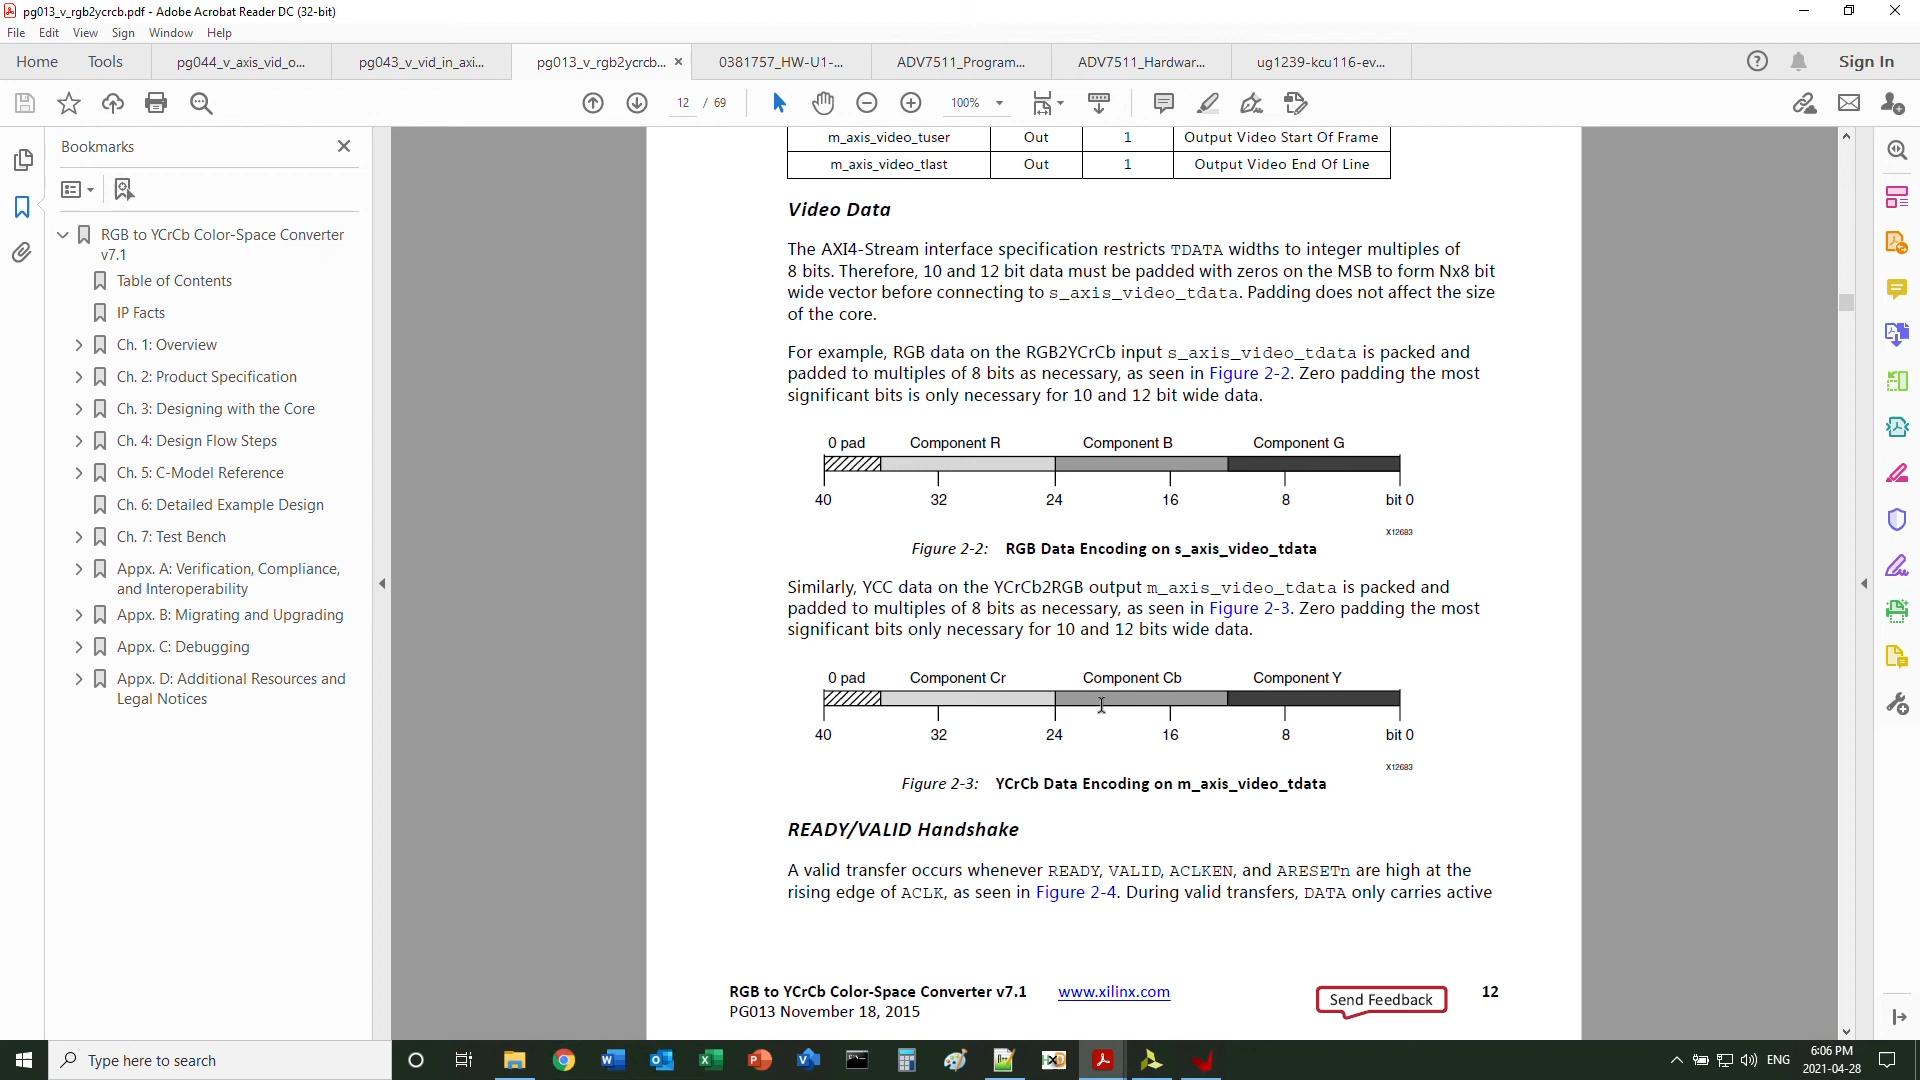 pg013_v_rgb2ycrcb.pdf - Adobe Acrobat Reader DC (32-bit)
File Edit View Sign Window Help
Home Tools pg044_v_axis_vid_o... pg043_v_vid_in_axi... pg013_v_rgb2ycrcb... 0381757_HW-U1-... ADV7511_Program... ADV7511_Hardwar... ug1239-kcu116-ev... Sign In
12 / 69 100%
Bookmarks
RGB to YCrCb Color-Space Converter
v7.1
Table of Contents
IP Facts
Ch. 1: Overview
Ch. 2: Product Specification
Ch. 3: Designing with the Core
Ch. 4: Design Flow Steps
Ch. 5: C-Model Reference
Ch. 6: Detailed Example Design
Ch. 7: Test Bench
Appx. A: Verification, Compliance,
and Interoperability
Appx. B: Migrating and Upgrading
Appx. C: Debugging
Appx. D: Additional Resources and
Legal Notices
m_axis_video_tuser Out 1 Output Video Start Of Frame
m_axis_video_tlast Out 1 Output Video End Of Line
Video Data
The AXI4-Stream interface specification restricts TDATA widths to integer multiples of
8 bits. Therefore, 10 and 12 bit data must be padded with zeros on the MSB to form Nx8 bit
wide vector before connecting to s_axis_video_tdata. Padding does not affect the size
of the core.
For example, RGB data on the RGB2YCrCb input s_axis_video_tdata is packed and
padded to multiples of 8 bits as necessary, as seen in Figure 2-2. Zero padding the most
significant bits is only necessary for 10 and 12 bit wide data.
0 pad Component R Component B Component G
40 32 24 16 8 bit 0
X12683
Figure 2-2: RGB Data Encoding on s_axis_video_tdata
Similarly, YCC data on the YCrCb2RGB output m_axis_video_tdata is packed and
padded to multiples of 8 bits as necessary, as seen in Figure 2-3. Zero padding the most
significant bits only necessary for 10 and 12 bits wide data.
0 pad Component Cr Component Cb Component Y
40 32 24 16 8 bit 0
X12683
Figure 2-3: YCrCb Data Encoding on m_axis_video_tdata
READY/VALID Handshake
A valid transfer occurs whenever READY, VALID, ACLKEN, and ARESETn are high at the
rising edge of ACLK, as seen in Figure 2-4. During valid transfers, DATA only carries active
RGB to YCrCb Color-Space Converter v7.1 www.xilinx.com Send Feedback 12
PG013 November 18, 2015
Type here to search
ENG
6:06 PM
2021-04-28